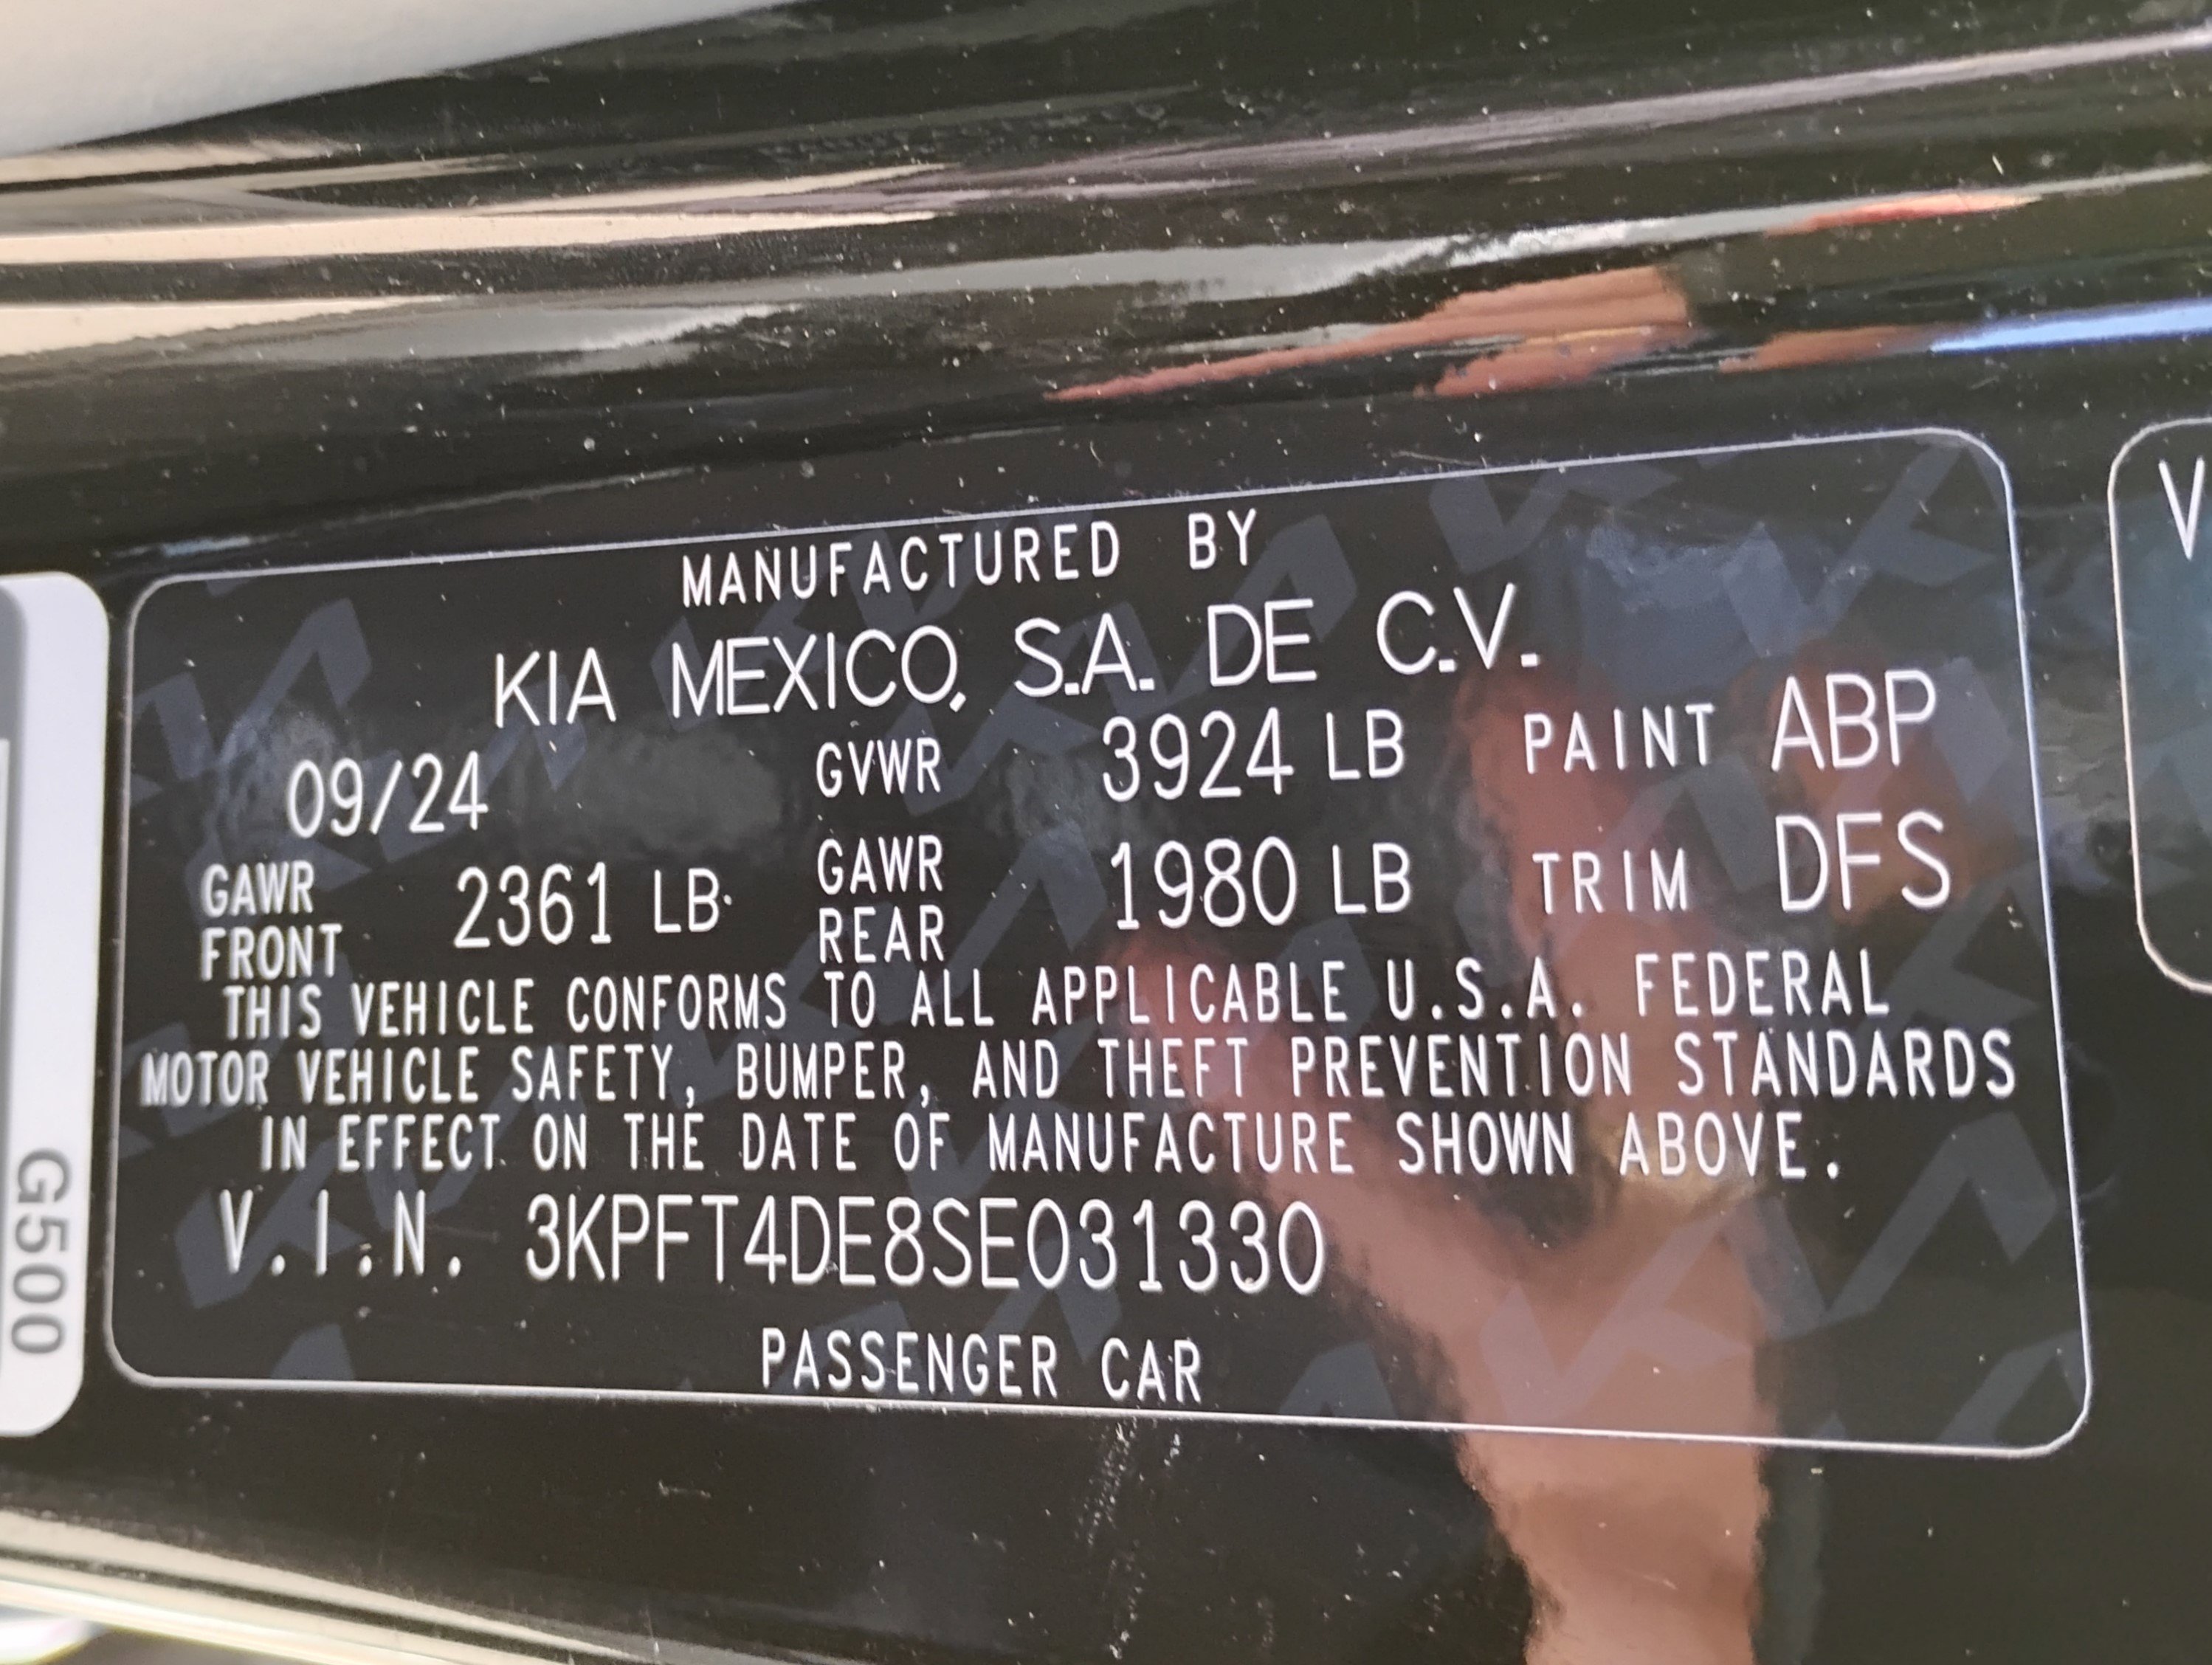 MANUFACTURED BY
KIA MEXICO, S.A. DE C.V.
09/24 GVWR 3924 LB PAINT ABP
GAWR FRONT 2361 LB GAWR REAR 1980 LB TRIM DFS
THIS VEHICLE CONFORMS TO ALL APPLICABLE U.S.A. FEDERAL
MOTOR VEHICLE SAFETY, BUMPER, AND THEFT PREVENTION STANDARDS
IN EFFECT ON THE DATE OF MANUFACTURE SHOWN ABOVE.
V.I.N. 3KPFT4DE8SE031330
PASSENGER CAR
G500
V